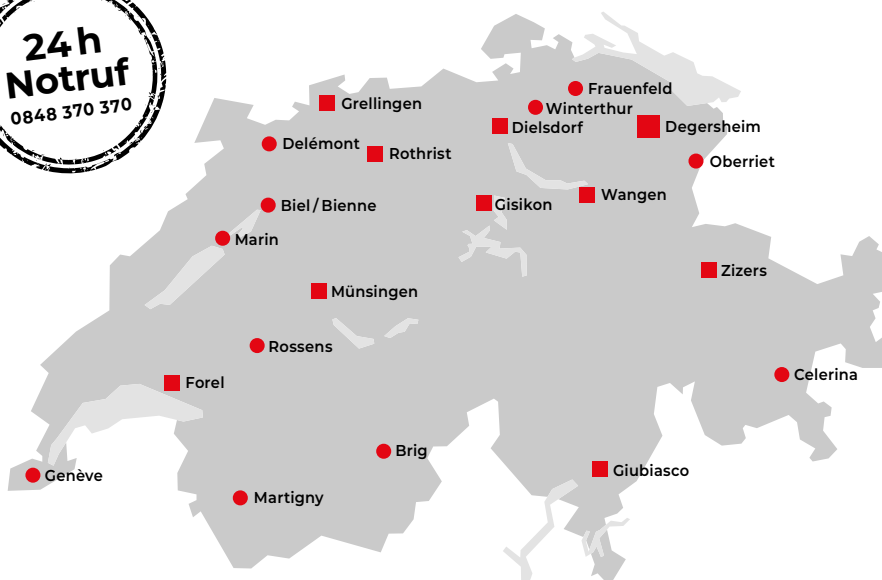 24 h
Notruf
0848 370 370
Frauenfeld
Grellingen
Winterthur
Dielsdorf
Degersheim
Delémont
Rothrist
Oberriet
Wangen
Biel / Bienne
Gisikon
Marin
Zizers
Münsingen
Rossens
Celerina
Forel
Brig
Giubiasco
Genève
Martigny